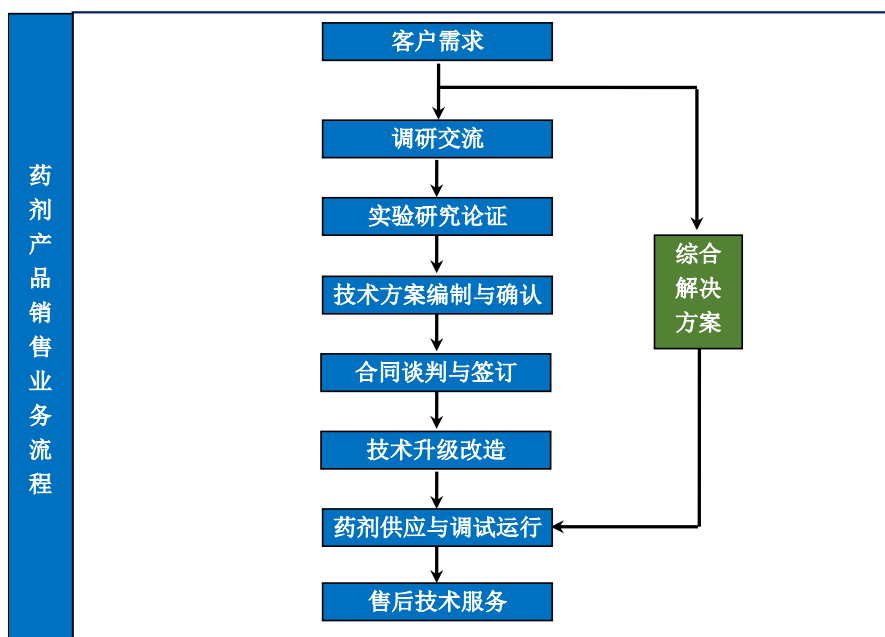 药剂产品销售业务流程
客户需求
调研交流
实验研究论证
技术方案编制与确认
合同谈判与签订
技术升级改造
药剂供应与调试运行
售后技术服务
综合
解决
方案